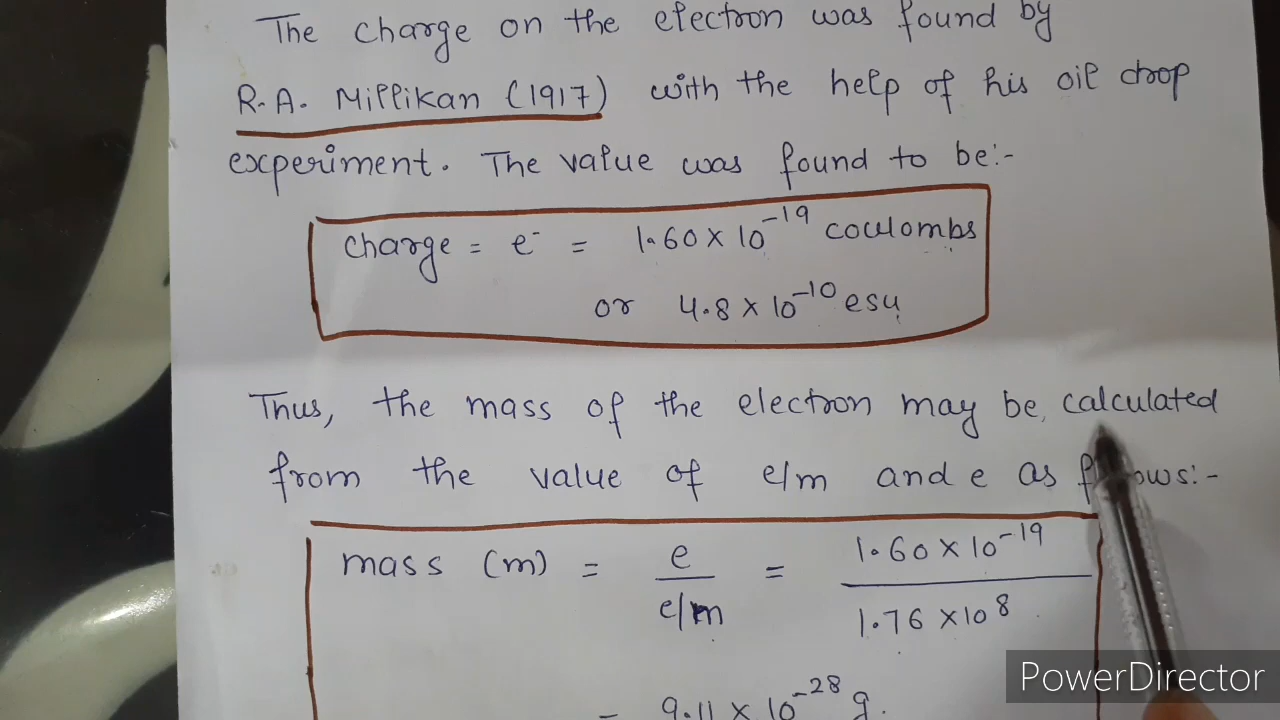 The charge on the electron was found by
R.A. Millikan (1917) with the help of his oil drop
experiment. The value was found to be:-
charge = e⁻ = 1.60 × 10⁻¹⁹ coulombs
or 4.8 × 10⁻¹⁰ esu
Thus, the mass of the electron may be calculated
from the value of e/m and e as :-
mass (m) = e / e/m = 1.60 × 10⁻¹⁹ / 1.76 × 10⁸
= 9.11 × 10⁻²⁸ g.
PowerDirector